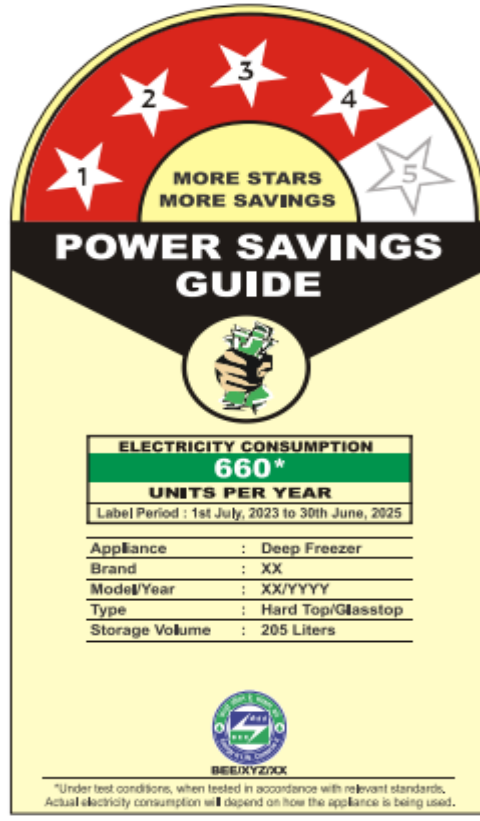 1
2
3
4
5
MORE STARS
MORE SAVINGS
POWER SAVINGS
GUIDE
ELECTRICITY CONSUMPTION
660*
UNITS PER YEAR
Label Period : 1st July, 2023 to 30th June, 2025
Appliance : Deep Freezer
Brand : XX
Model/Year : XX/YYYY
Type : Hard Top/Glasstop
Storage Volume : 205 Liters
BEE/XYZ/XX
*Under test conditions, when tested in accordance with relevant standards.
Actual electricity consumption will depend on how the appliance is being used.